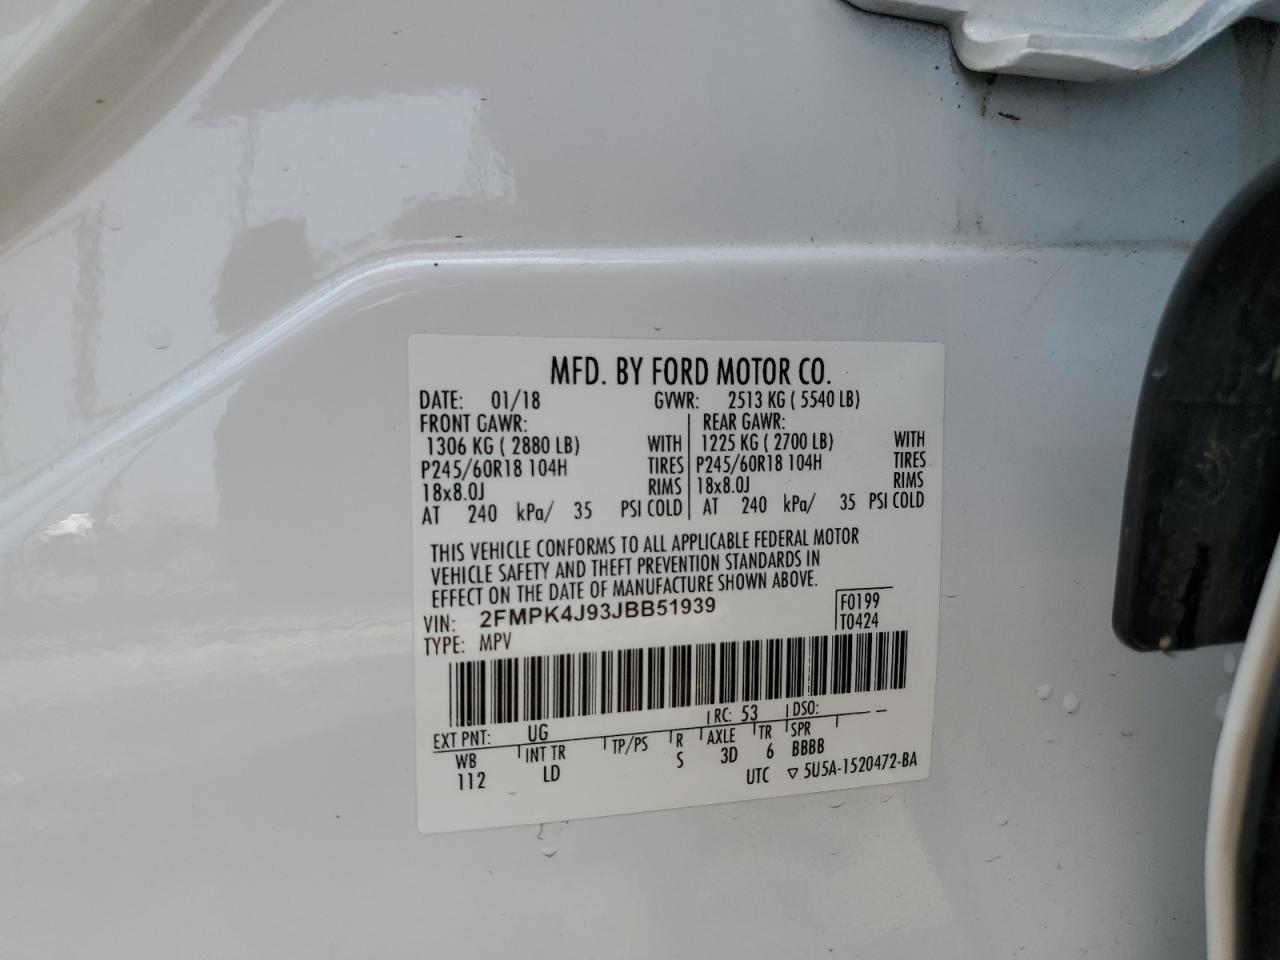 MFD. BY FORD MOTOR CO.
DATE: 01/18 GVWR: 2513 KG ( 5540 LB)
FRONT GAWR: REAR GAWR:
1306 KG ( 2880 LB) WITH 1225 KG ( 2700 LB) WITH
P245/60R18 104H TIRES P245/60R18 104H TIRES
18x8.0J RIMS 18x8.0J RIMS
AT 240 kPa/ 35 PSI COLD AT 240 kPa/ 35 PSI COLD
THIS VEHICLE CONFORMS TO ALL APPLICABLE FEDERAL MOTOR
VEHICLE SAFETY AND THEFT PREVENTION STANDARDS IN
EFFECT ON THE DATE OF MANUFACTURE SHOWN ABOVE.
VIN: 2FMPK4J93JBB51939 F0199
TYPE: MPV T0424
EXT PNT: UG RC: 53 DSO: --
WB INT TR TP/PS R AXLE TR SPR
112 LD S 3D 6 BBBB
UTC ▽ 5U5A-1520472-BA